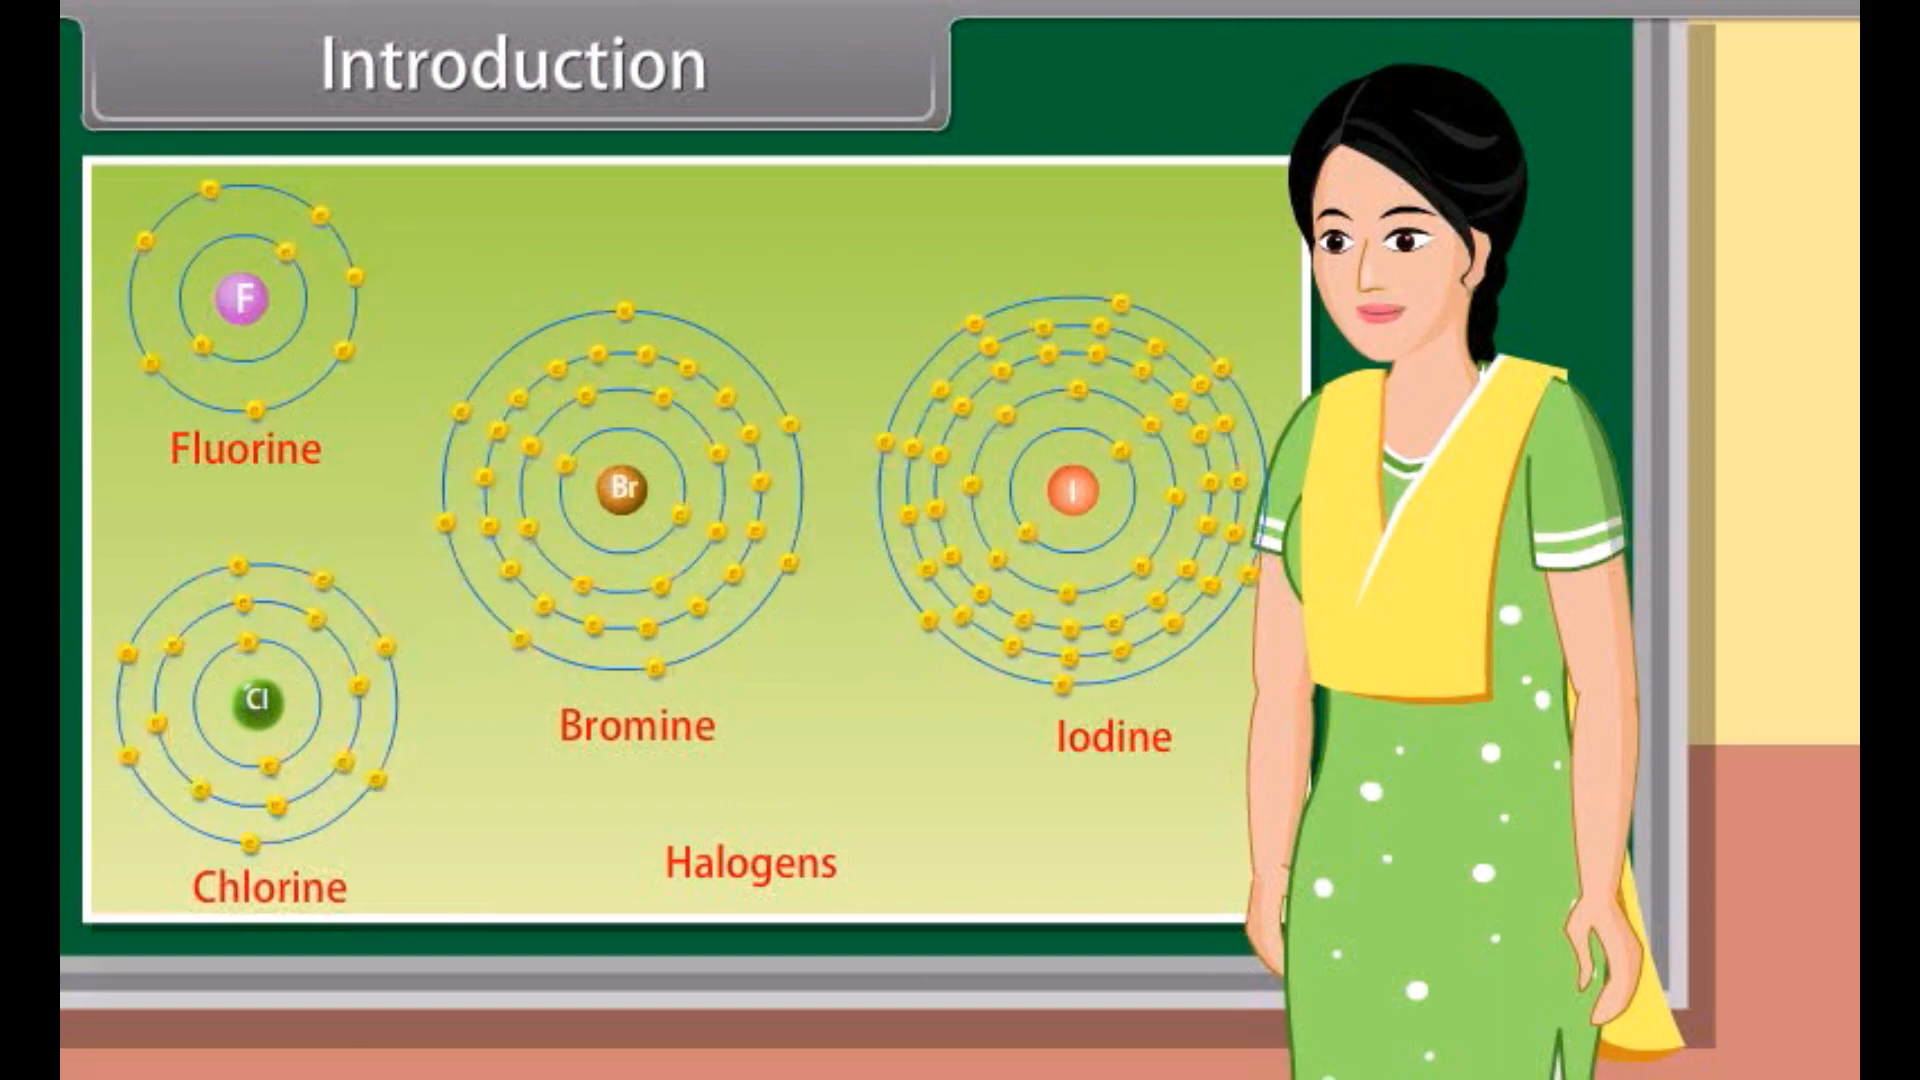 Introduction
F
Fluorine
Br
Bromine
I
Iodine
Cl
Chlorine
Halogens